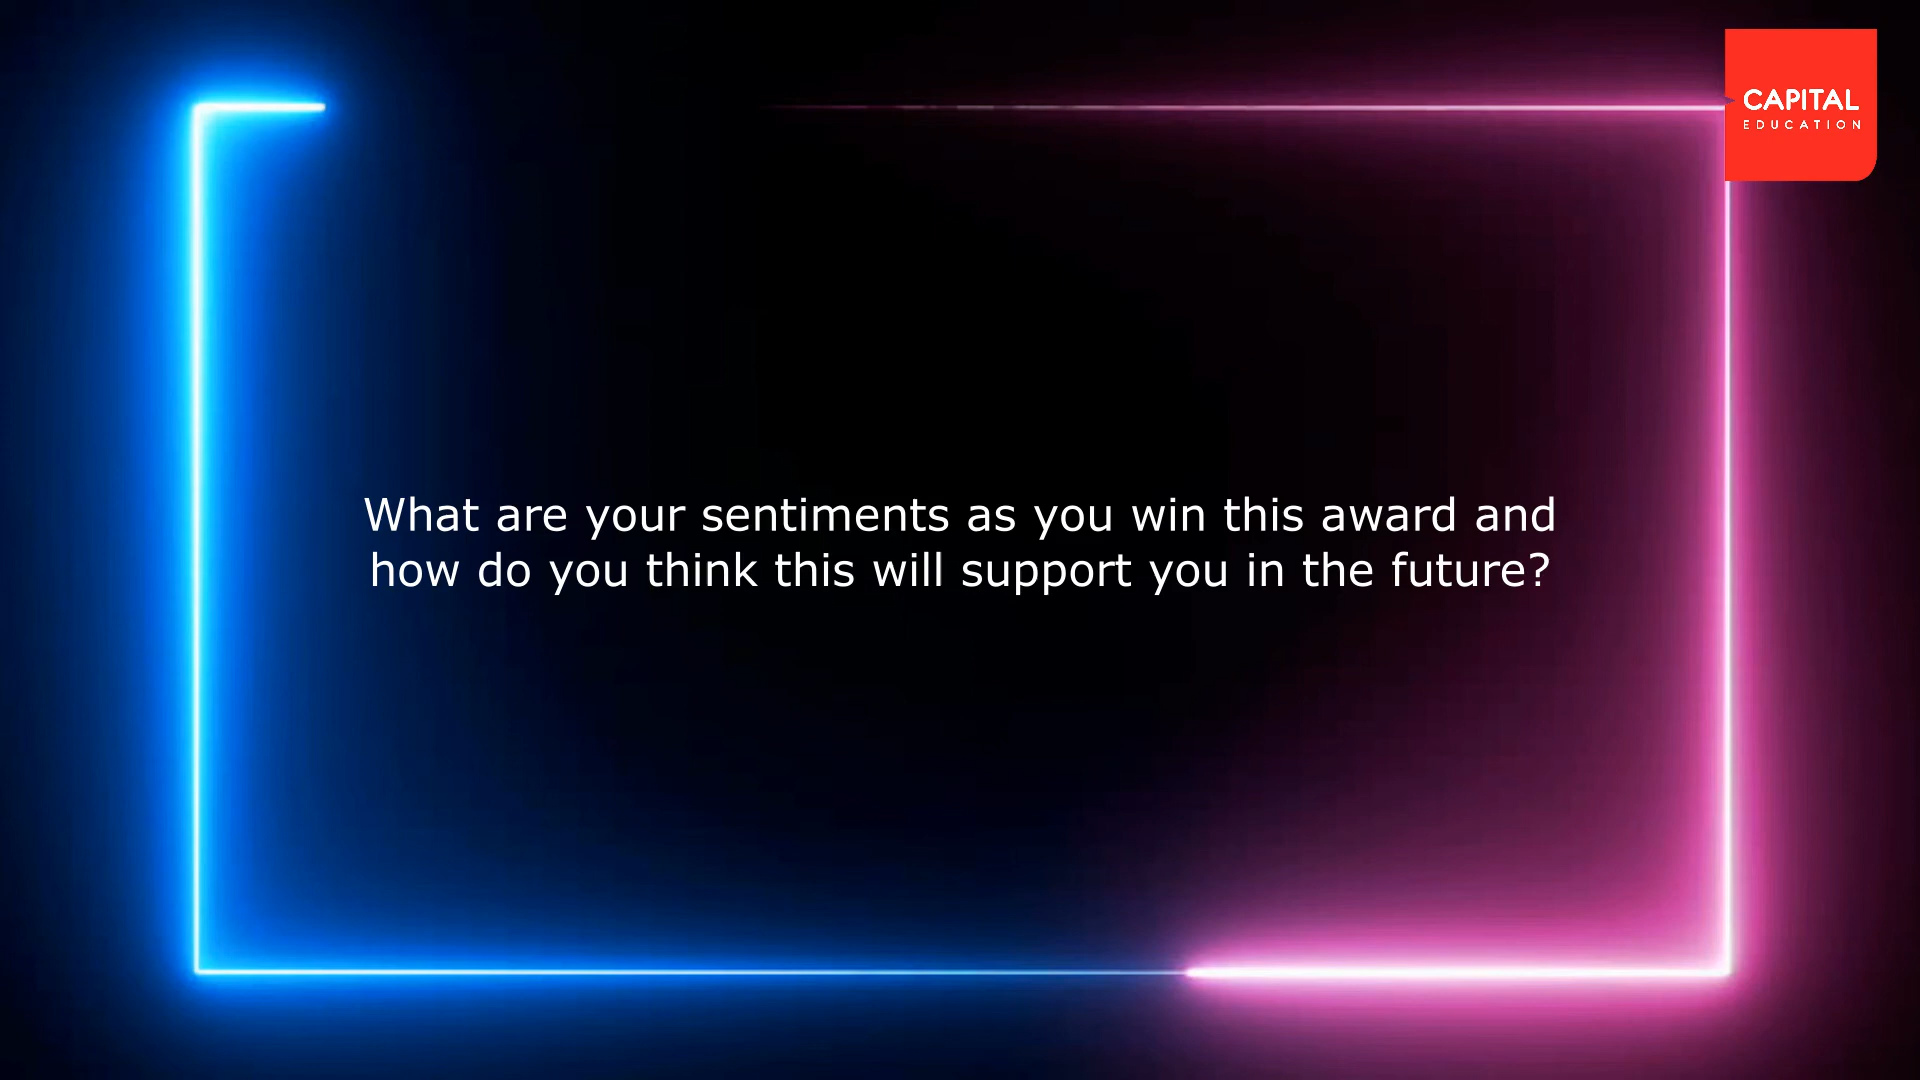 CAPITAL
EDUCATION
What are your sentiments as you win this award and
how do you think this will support you in the future?